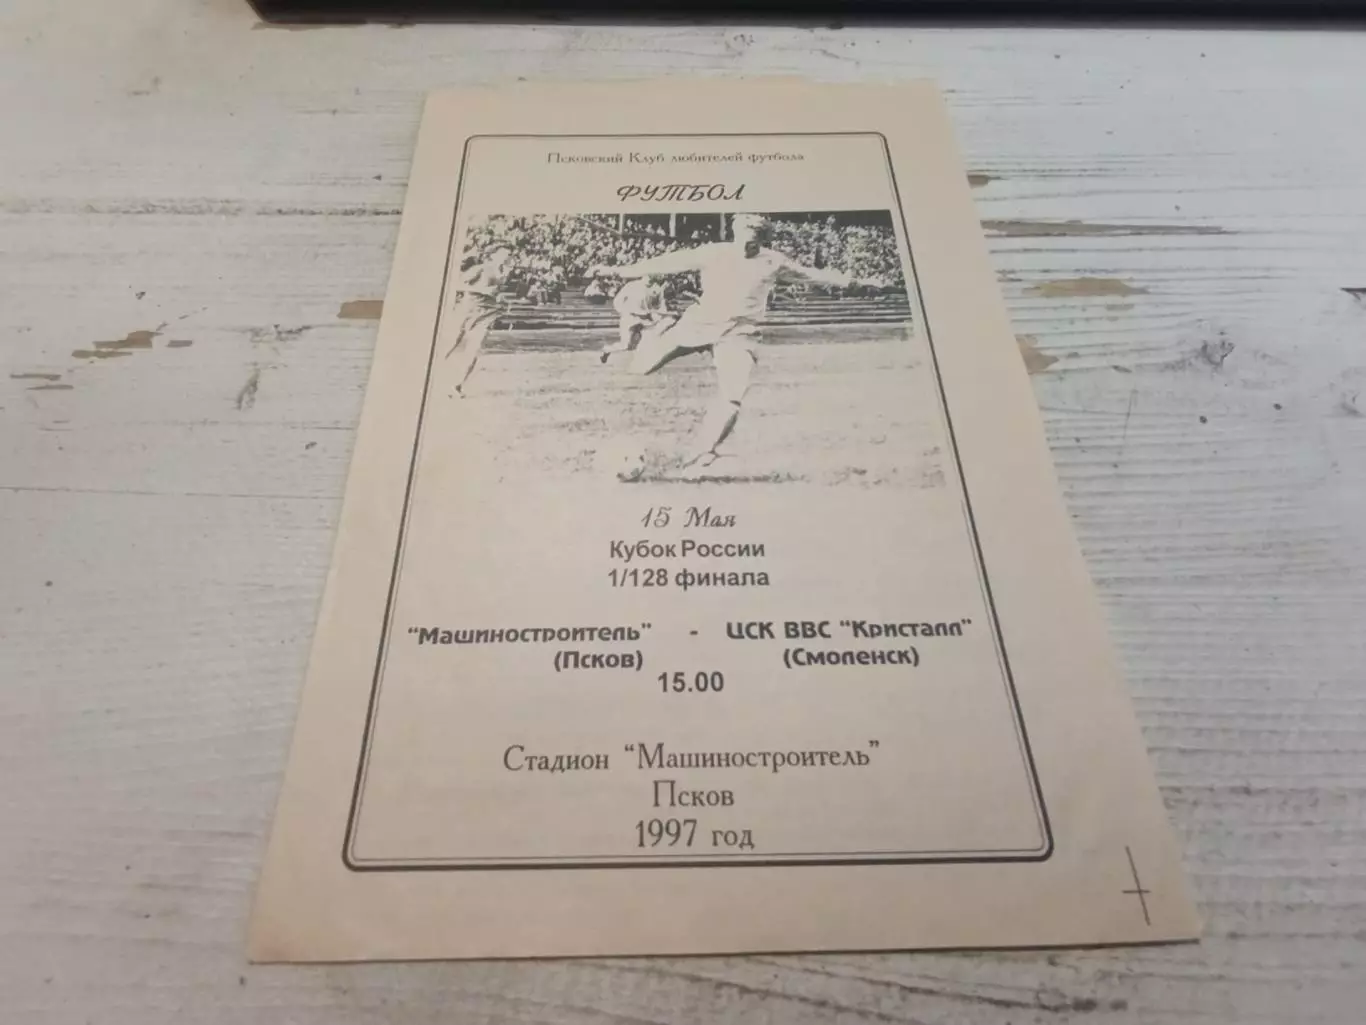 Псковский Клуб любителей футбола
ФУТБОЛ
15 Мая
Кубок России
1/128 финала
"Машиностроитель" - ЦСК ВВС "Кристалл"
(Псков) (Смоленск)
15.00
Стадион "Машиностроитель"
Псков
1997 год